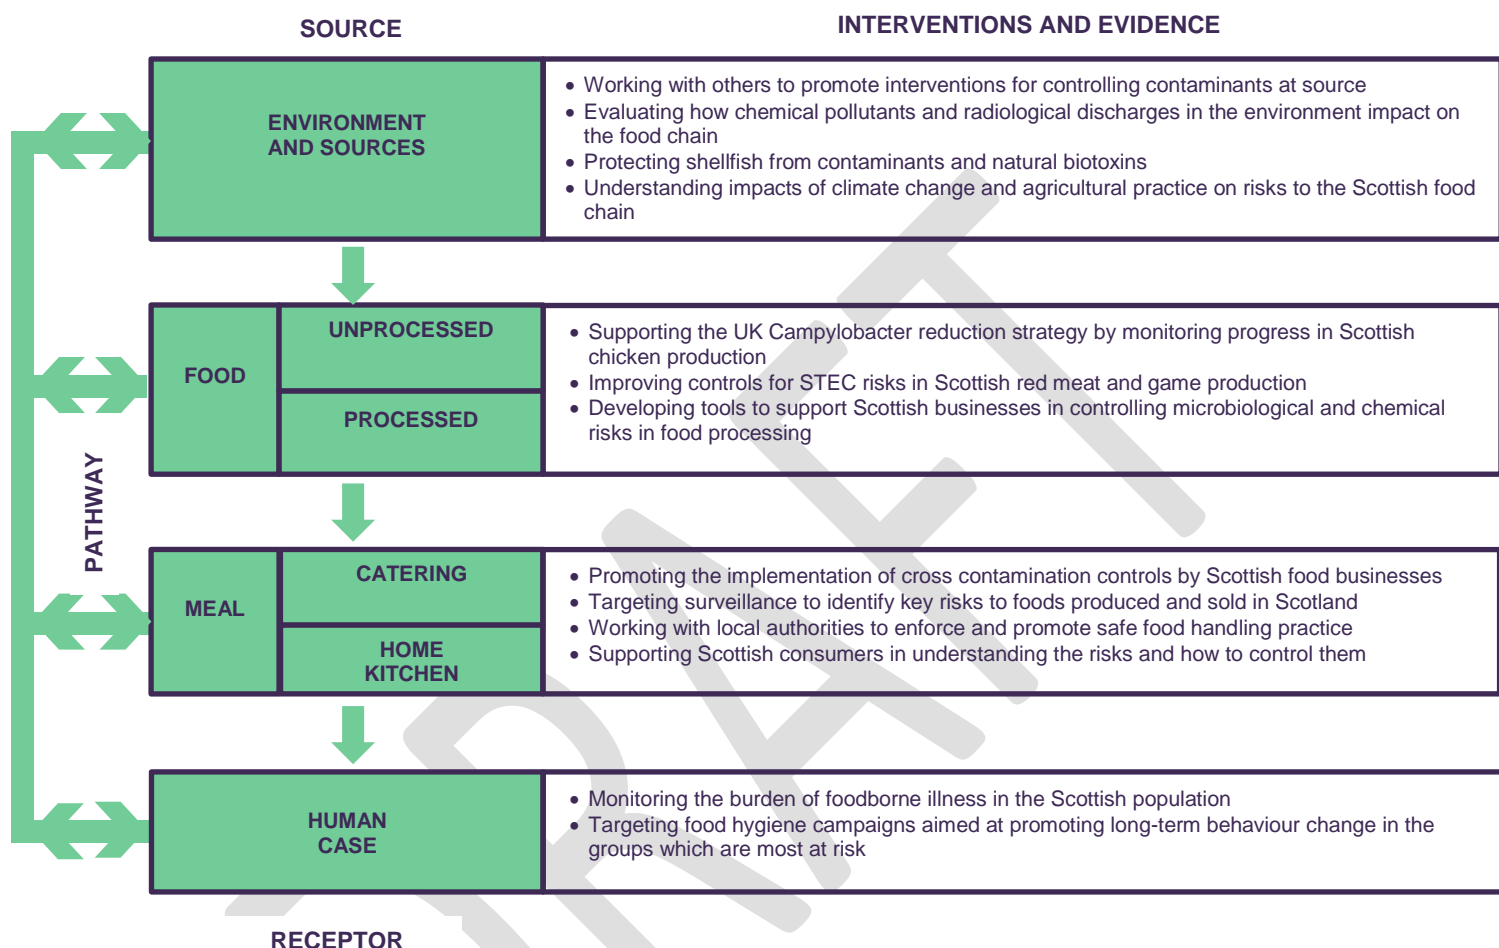 SOURCE
INTERVENTIONS AND EVIDENCE
ENVIRONMENT
AND SOURCES
• Working with others to promote interventions for controlling contaminants at source
• Evaluating how chemical pollutants and radiological discharges in the environment impact on
the food chain
• Protecting shellfish from contaminants and natural biotoxins
• Understanding impacts of climate change and agricultural practice on risks to the Scottish food
chain
FOOD
UNPROCESSED
PROCESSED
• Supporting the UK Campylobacter reduction strategy by monitoring progress in Scottish
chicken production
• Improving controls for STEC risks in Scottish red meat and game production
• Developing tools to support Scottish businesses in controlling microbiological and chemical
risks in food processing
PATHWAY
MEAL
CATERING
HOME
KITCHEN
• Promoting the implementation of cross contamination controls by Scottish food businesses
• Targeting surveillance to identify key risks to foods produced and sold in Scotland
• Working with local authorities to enforce and promote safe food handling practice
• Supporting Scottish consumers in understanding the risks and how to control them
HUMAN
CASE
• Monitoring the burden of foodborne illness in the Scottish population
• Targeting food hygiene campaigns aimed at promoting long-term behaviour change in the
groups which are most at risk
RECEPTOR
DRAFT